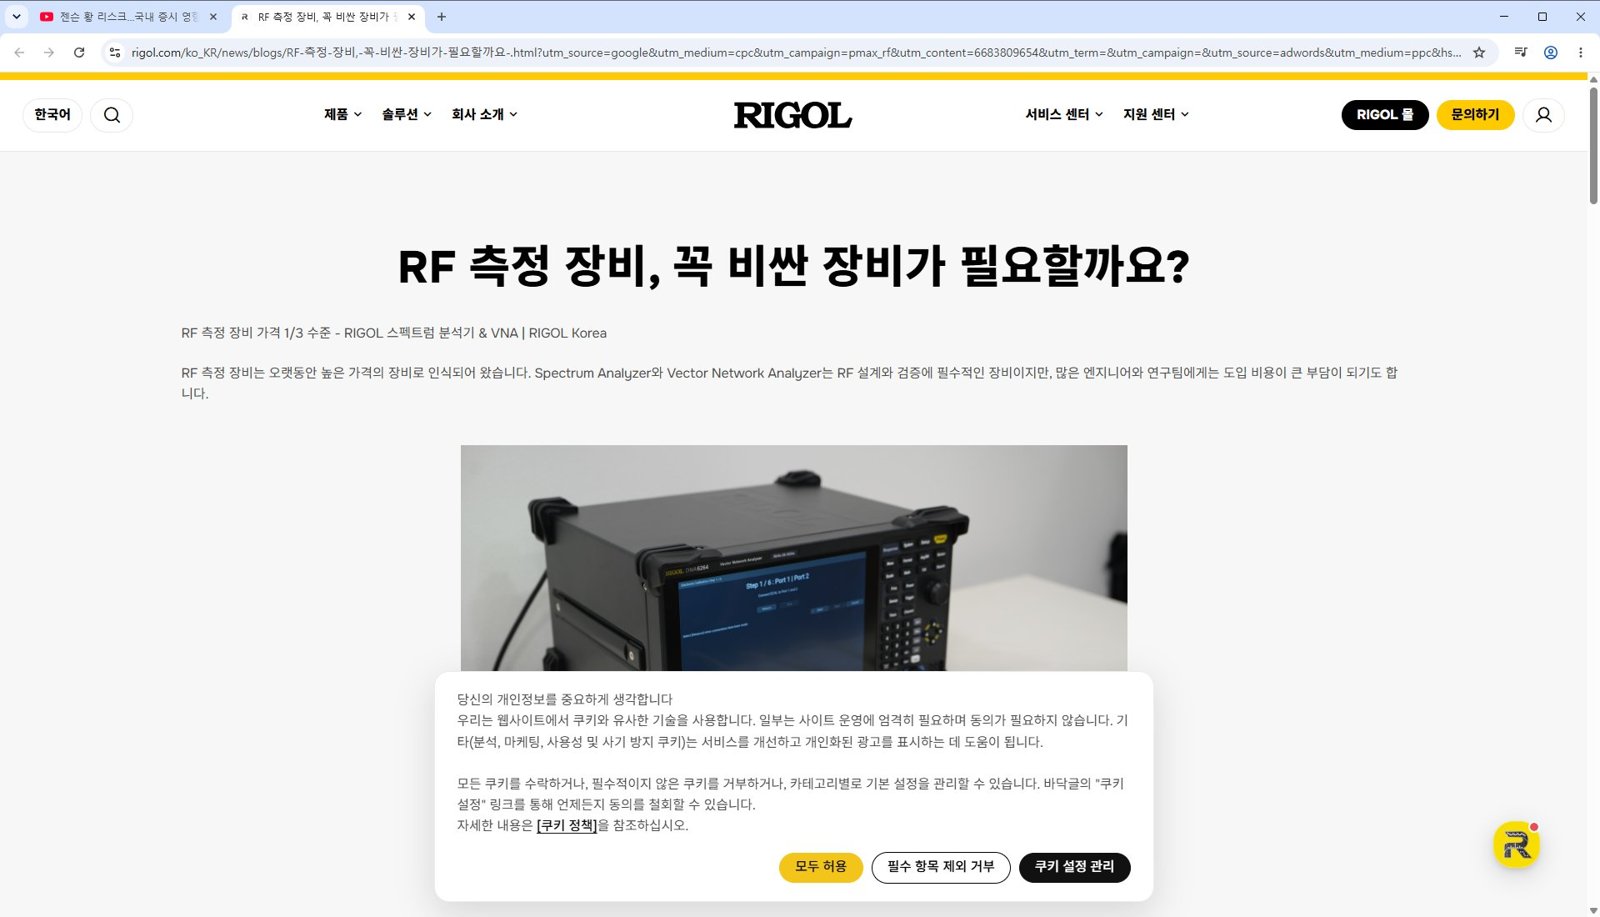 젠슨 황 리스크...국내 증시 영향
RF 측정 장비, 꼭 비싼 장비가
rigol.com/ko_KR/news/blogs/RF-측정-장비,-꼭-비싼-장비가-필요할까요-.html?utm_source=google&utm_medium=cpc&utm_campaign=pmax_rf&utm_content=6683809654&utm_term=&utm_campaign=&utm_source=adwords&utm_medium=ppc&hs...
한국어 제품 솔루션 회사 소개 RIGOL 서비스 센터 지원 센터 RIGOL 몰 문의하기
RF 측정 장비, 꼭 비싼 장비가 필요할까요?
RF 측정 장비 가격 1/3 수준 - RIGOL 스펙트럼 분석기 & VNA | RIGOL Korea
RF 측정 장비는 오랫동안 높은 가격의 장비로 인식되어 왔습니다. Spectrum Analyzer와 Vector Network Analyzer는 RF 설계와 검증에 필수적인 장비이지만, 많은 엔지니어와 연구팀에게는 도입 비용이 큰 부담이 되기도 합
니다.
RIGOL DNA6264 Vector Network Analyzer
Step 1 / 6 : Port 1 | Port 2
당신의 개인정보를 중요하게 생각합니다
우리는 웹사이트에서 쿠키와 유사한 기술을 사용합니다. 일부는 사이트 운영에 엄격히 필요하며 동의가 필요하지 않습니다. 기
타(분석, 마케팅, 사용성 및 사기 방지 쿠키)는 서비스를 개선하고 개인화된 광고를 표시하는 데 도움이 됩니다.
모든 쿠키를 수락하거나, 필수적이지 않은 쿠키를 거부하거나, 카테고리별로 기본 설정을 관리할 수 있습니다. 바닥글의 "쿠키
설정" 링크를 통해 언제든지 동의를 철회할 수 있습니다.
자세한 내용은 [쿠키 정책]을 참조하십시오.
모두 허용 필수 항목 제외 거부 쿠키 설정 관리